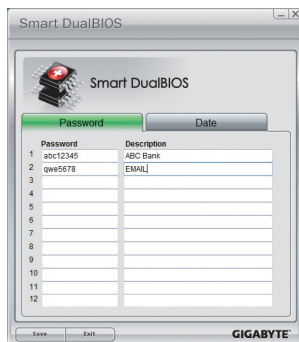 Smart DualBIOS
Smart DualBIOS
Password Date
Password Description
1 abc12345 ABC Bank
2 qwe5678 EMAIL
3
4
5
6
7
8
9
10
11
12
Save Exit GIGABYTE™